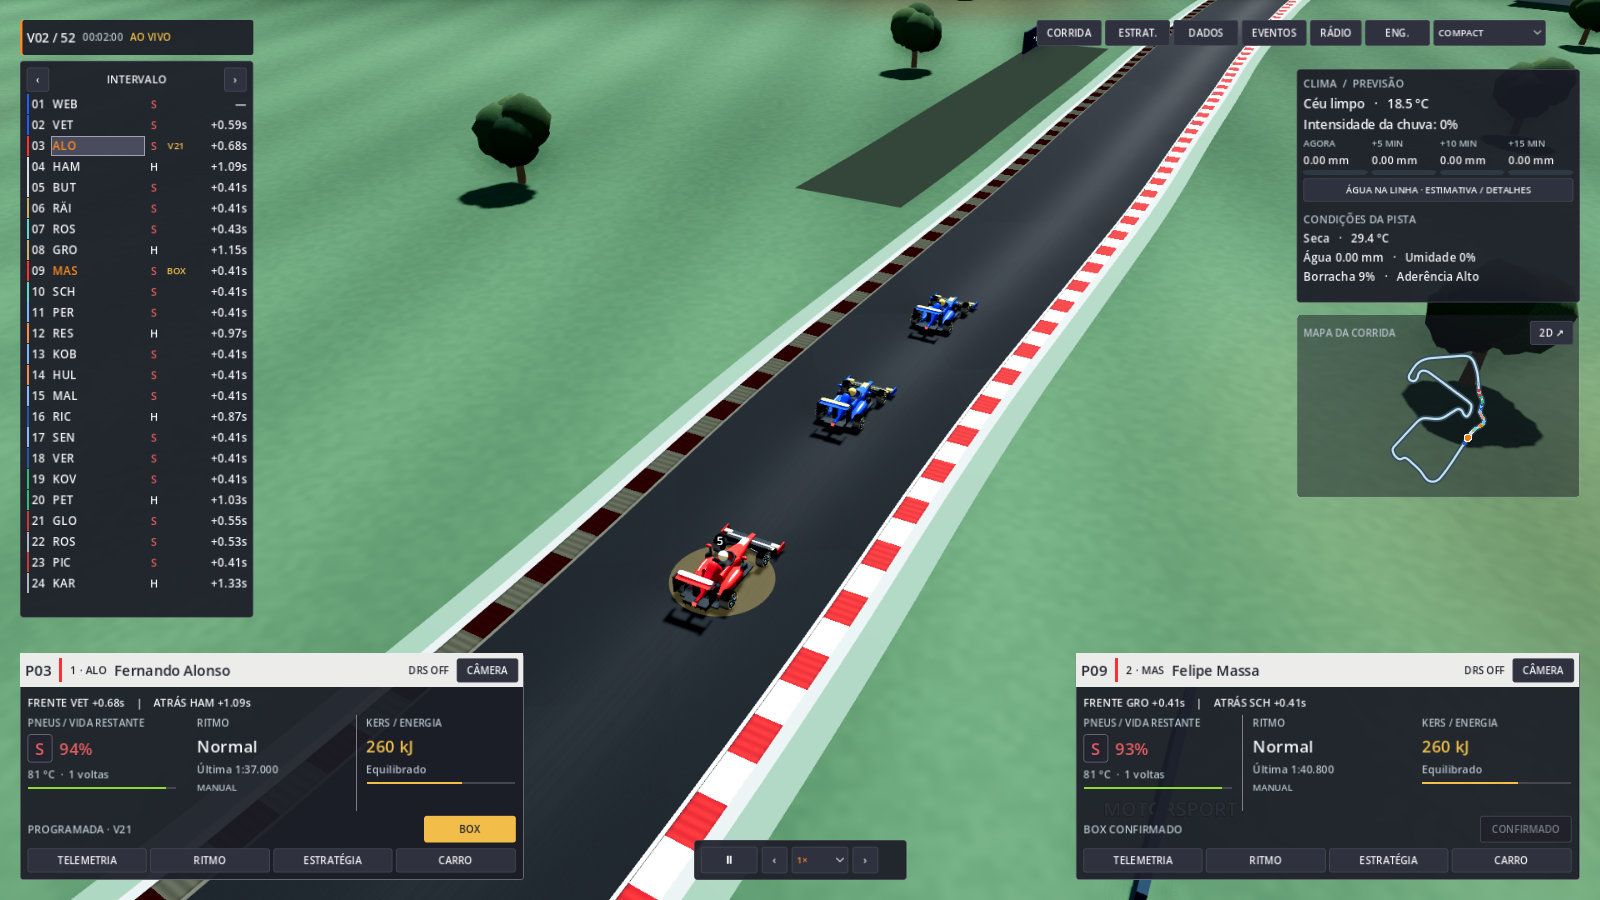 V02 / 52 00:02:00 AO VIVO
CORRIDA ESTRAT. DADOS EVENTOS RÁDIO ENG. COMPACT
‹ INTERVALO ›
01 WEB S —
02 VET S +0.59s
03 ALO S V21 +0.68s
04 HAM H +1.09s
05 BUT S +0.41s
06 RÄI S +0.41s
07 ROS S +0.43s
08 GRO H +1.15s
09 MAS S BOX +0.41s
10 SCH S +0.41s
11 PER S +0.41s
12 RES H +0.97s
13 KOB S +0.41s
14 HUL S +0.41s
15 MAL S +0.41s
16 RIC H +0.87s
17 SEN S +0.41s
18 VER S +0.41s
19 KOV S +0.41s
20 PET H +1.03s
21 GLO S +0.55s
22 ROS S +0.53s
23 PIC S +0.41s
24 KAR H +1.33s
CLIMA / PREVISÃO
Céu limpo · 18.5 °C
Intensidade da chuva: 0%
AGORA +5 MIN +10 MIN +15 MIN
0.00 mm 0.00 mm 0.00 mm 0.00 mm
ÁGUA NA LINHA · ESTIMATIVA / DETALHES
CONDIÇÕES DA PISTA
Seca · 29.4 °C
Água 0.00 mm · Umidade 0%
Borracha 9% · Aderência Alto
MAPA DA CORRIDA 2D ↗
5
P03 1 · ALO Fernando Alonso DRS OFF CÂMERA
FRENTE VET +0.68s | ATRÁS HAM +1.09s
PNEUS / VIDA RESTANTE RITMO KERS / ENERGIA
S 94% Normal 260 kJ
81 °C · 1 voltas Última 1:37.000 Equilibrado
MANUAL
PROGRAMADA · V21 BOX
TELEMETRIA RITMO ESTRATÉGIA CARRO
‹ 1× ›
P09 2 · MAS Felipe Massa DRS OFF CÂMERA
FRENTE GRO +0.41s | ATRÁS SCH +0.41s
PNEUS / VIDA RESTANTE RITMO KERS / ENERGIA
S 93% Normal 260 kJ
81 °C · 1 voltas Última 1:40.800 Equilibrado
MANUAL
MOTORSPORT
BOX CONFIRMADO CONFIRMADO
TELEMETRIA RITMO ESTRATÉGIA CARRO